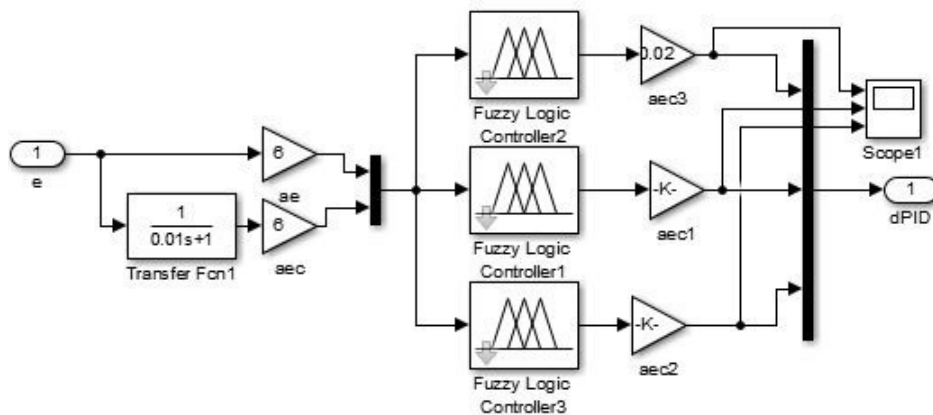 1
e
6
ae
1
0.01s+1
Transfer Fcn1
6
aec
Fuzzy Logic
Controller2
0.02
aec3
Fuzzy Logic
Controller1
-K-
aec1
Fuzzy Logic
Controller3
-K-
aec2
Scope1
1
dPID